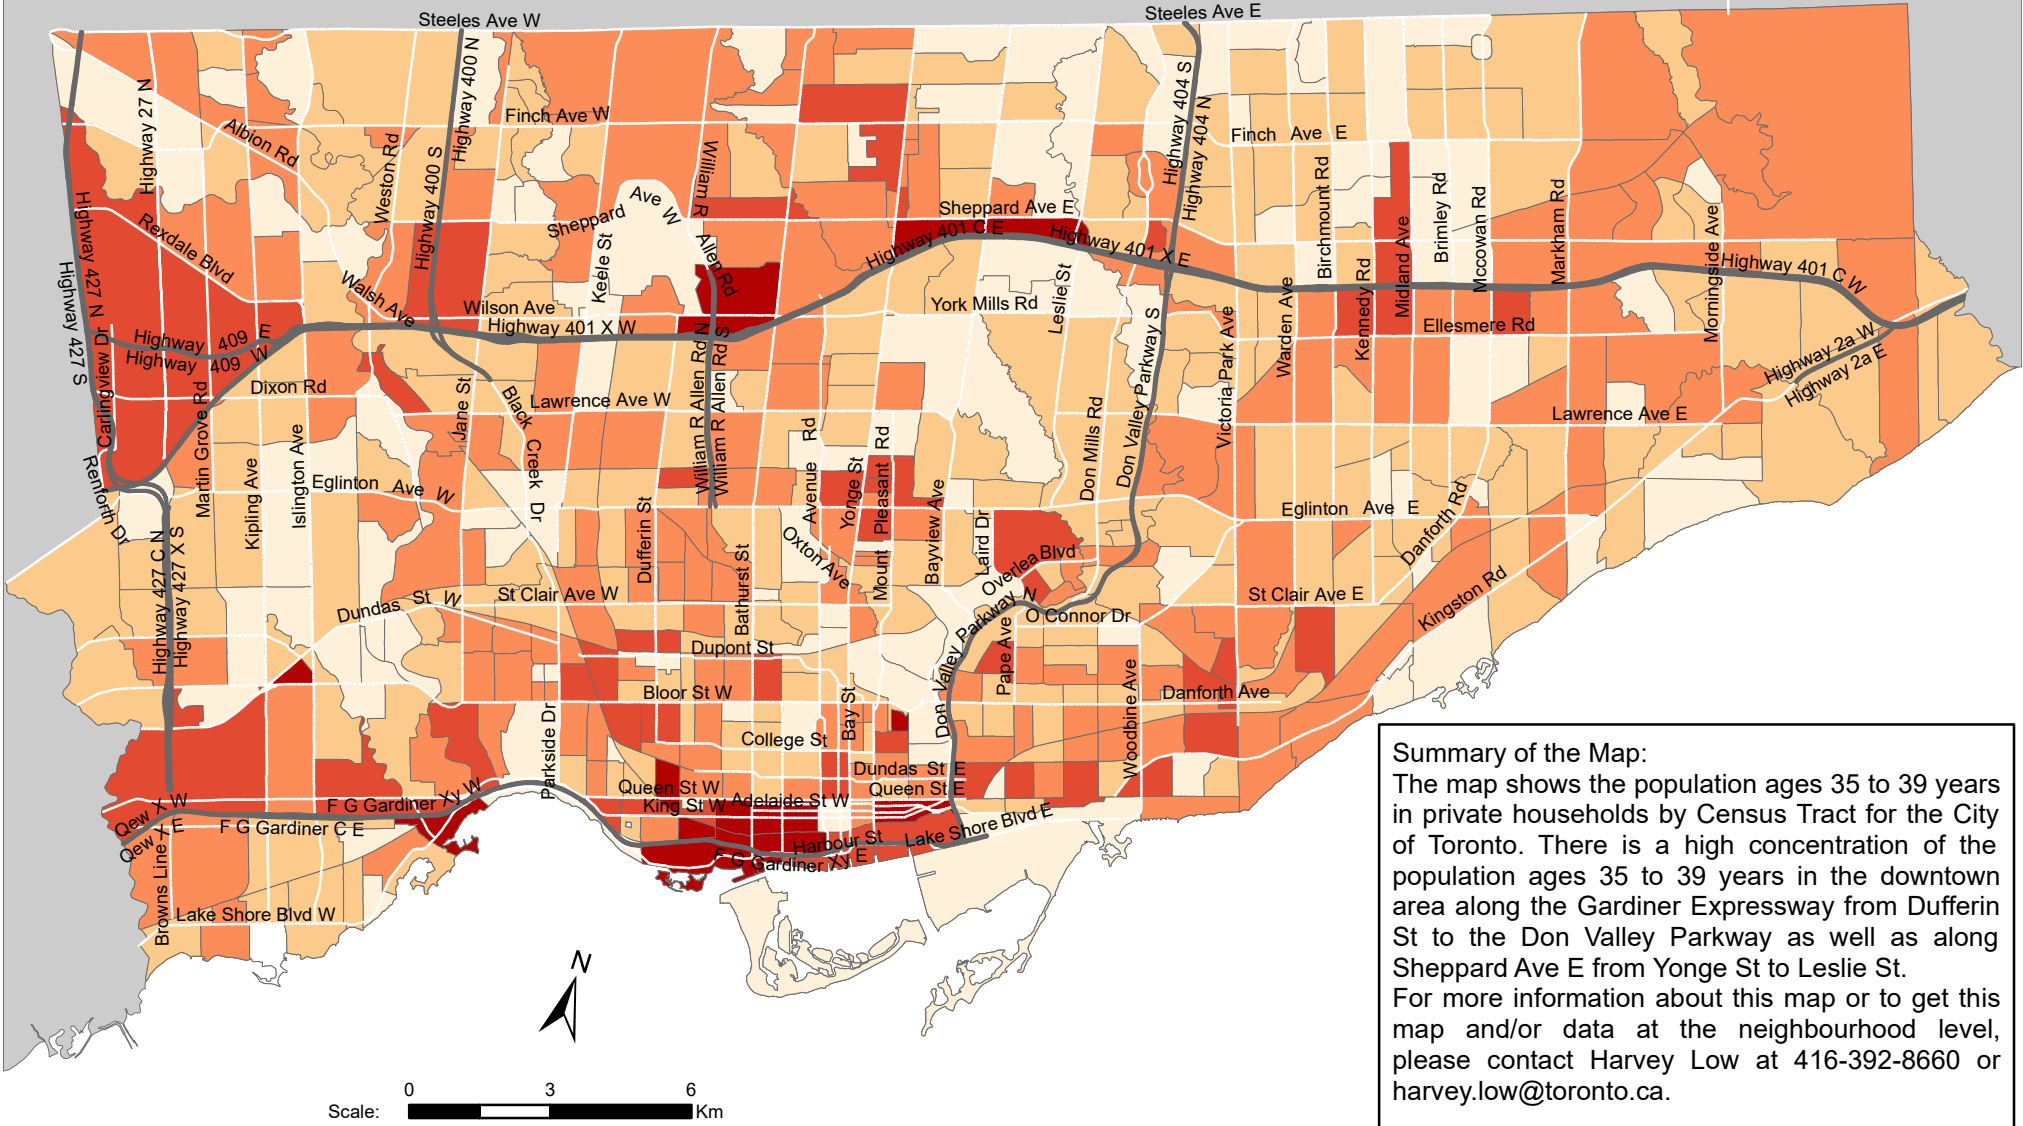 Steeles Ave W
Steeles Ave E
Highway 27 N
Albion Rd
Weston Rd
Highway 400 N
Highway 400 S
Finch Ave W
William R
Allen Rd
Highway 404 S
Highway 404 N
Finch Ave E
Birchmount Rd
Brimley Rd
Mccowan Rd
Markham Rd
Morningside Ave
Highway 427 N
Highway 427 S
Rexdale Blvd
Walsh Ave
Sheppard Ave W
Keele St
Sheppard Ave E
Highway 401 C E
Highway 401 X E
Kennedy Rd
Midland Ave
Highway 401 C W
Wilson Ave
Highway 401 X W
York Mills Rd
Leslie St
Warden Ave
Ellesmere Rd
Highway 2a W
Highway 2a E
Highway 409 E
Highway 409 W
Carlingview Dr
Martin Grove Rd
Dixon Rd
Jane St
Black Creek Dr
Lawrence Ave W
William R Allen Rd N
William R Allen Rd S
Don Valley Parkway S
Victoria Park Ave
Lawrence Ave E
Renforth Dr
Kipling Ave
Islington Ave
Eglinton Ave W
Dufferin St
Bathurst St
Avenue Rd
Yonge St
Mount Pleasant Rd
Oxton Ave
Bayview Ave
Laird Dr
Don Mills Rd
Overlea Blvd
Eglinton Ave E
Danforth Rd
Highway 427 C N
Highway 427 X S
Dundas St W
St Clair Ave W
Don Valley Parkway N
O Connor Dr
St Clair Ave E
Kingston Rd
Dupont St
Pape Ave
Woodbine Ave
Bloor St W
Bay St
Danforth Ave
Parkside Dr
College St
Dundas St E
Queen St E
Queen St W
King St W
Adelaide St W
Qew X W
Qew X E
F G Gardiner Xy W
F G Gardiner C E
Harbour St
Lake Shore Blvd E
F G Gardiner Xy E
Browns Line
Lake Shore Blvd W
N
0 3 6
Scale: Km
Summary of the Map:
The map shows the population ages 35 to 39 years
in private households by Census Tract for the City
of Toronto. There is a high concentration of the
population ages 35 to 39 years in the downtown
area along the Gardiner Expressway from Dufferin
St to the Don Valley Parkway as well as along
Sheppard Ave E from Yonge St to Leslie St.
For more information about this map or to get this
map and/or data at the neighbourhood level,
please contact Harvey Low at 416-392-8660 or
harvey.low@toronto.ca.